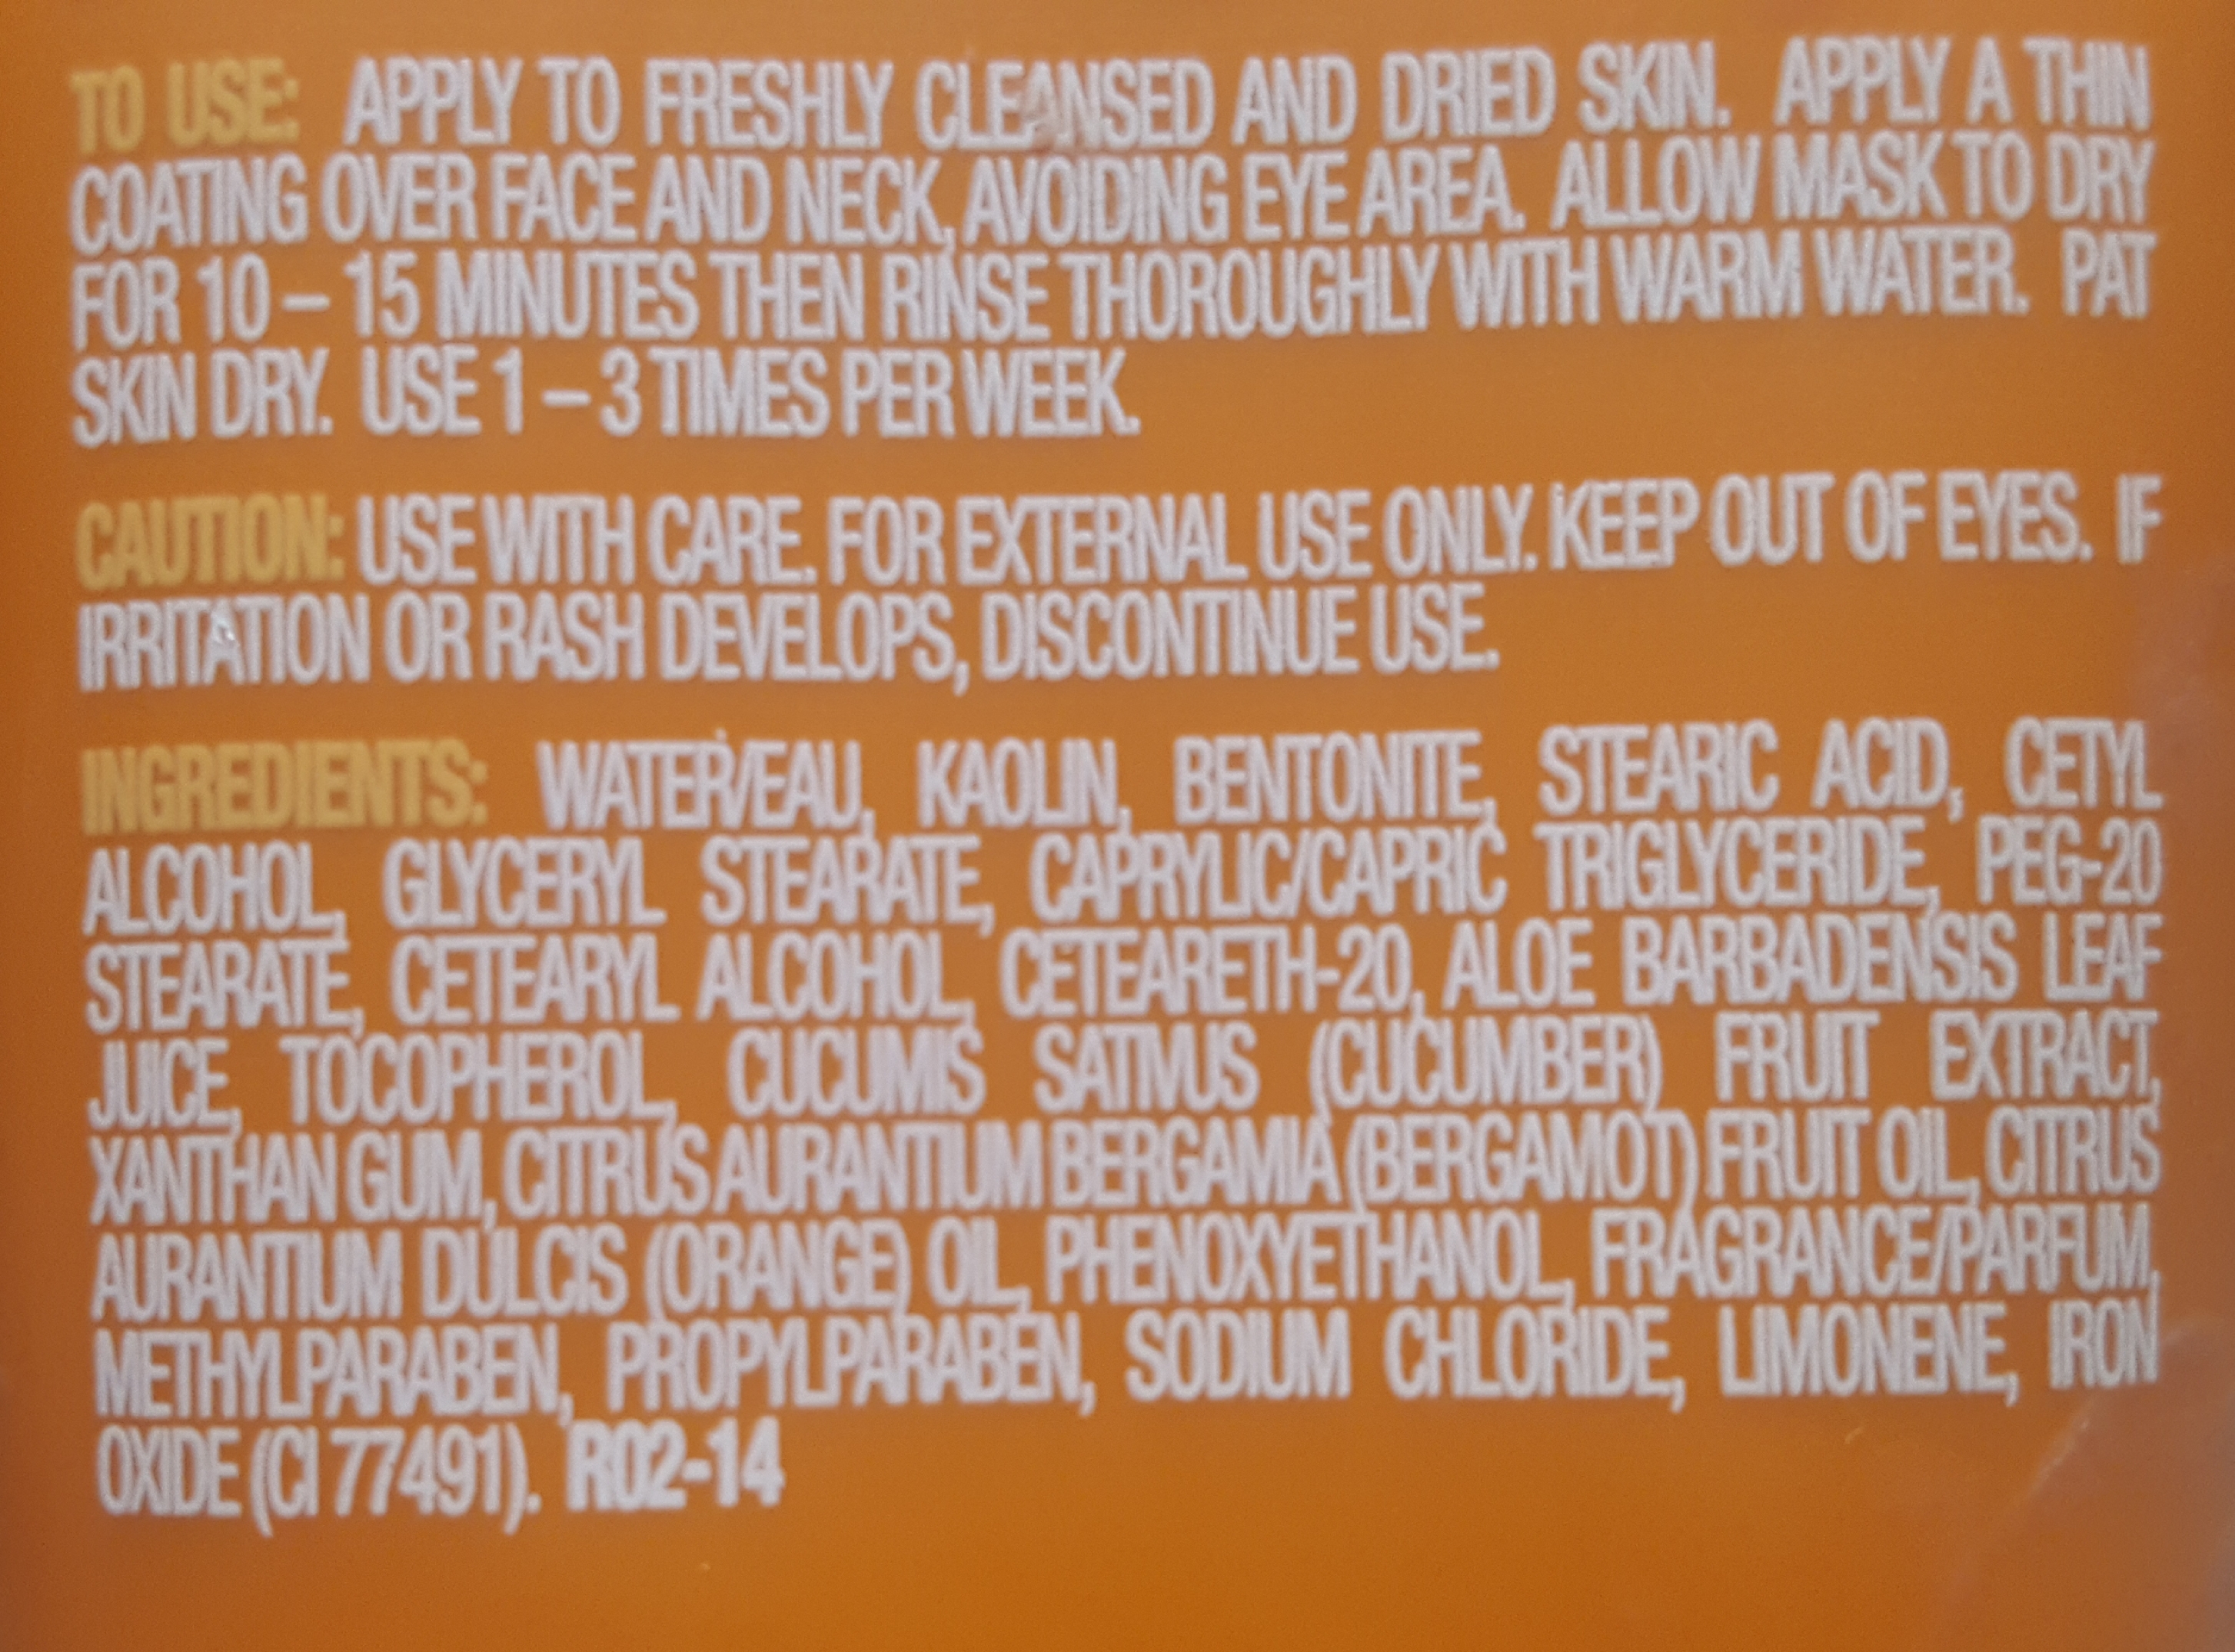 TO USE: APPLY TO FRESHLY CLEANSED AND DRIED SKIN. APPLY A THIN
COATING OVER FACE AND NECK, AVOIDING EYE AREA. ALLOW MASK TO DRY
FOR 10 – 15 MINUTES THEN RINSE THOROUGHLY WITH WARM WATER. PAT
SKIN DRY. USE 1 – 3 TIMES PER WEEK.
CAUTION: USE WITH CARE. FOR EXTERNAL USE ONLY. KEEP OUT OF EYES. IF
IRRITATION OR RASH DEVELOPS, DISCONTINUE USE.
INGREDIENTS: WATER/EAU, KAOLIN, BENTONITE, STEARIC ACID, CETYL
ALCOHOL, GLYCERYL STEARATE, CAPRYLIC/CAPRIC TRIGLYCERIDE, PEG-20
STEARATE, CETEARYL ALCOHOL, CETEARETH-20, ALOE BARBADENSIS LEAF
JUICE, TOCOPHEROL, CUCUMIS SATIVUS (CUCUMBER) FRUIT EXTRACT,
XANTHAN GUM, CITRUS AURANTIUM BERGAMIA (BERGAMOT) FRUIT OIL, CITRUS
AURANTIUM DULCIS (ORANGE) OIL, PHENOXYETHANOL, FRAGRANCE/PARFUM,
METHYLPARABEN, PROPYLPARABEN, SODIUM CHLORIDE, LIMONENE, IRON
OXIDE (CI 77491). R02-14